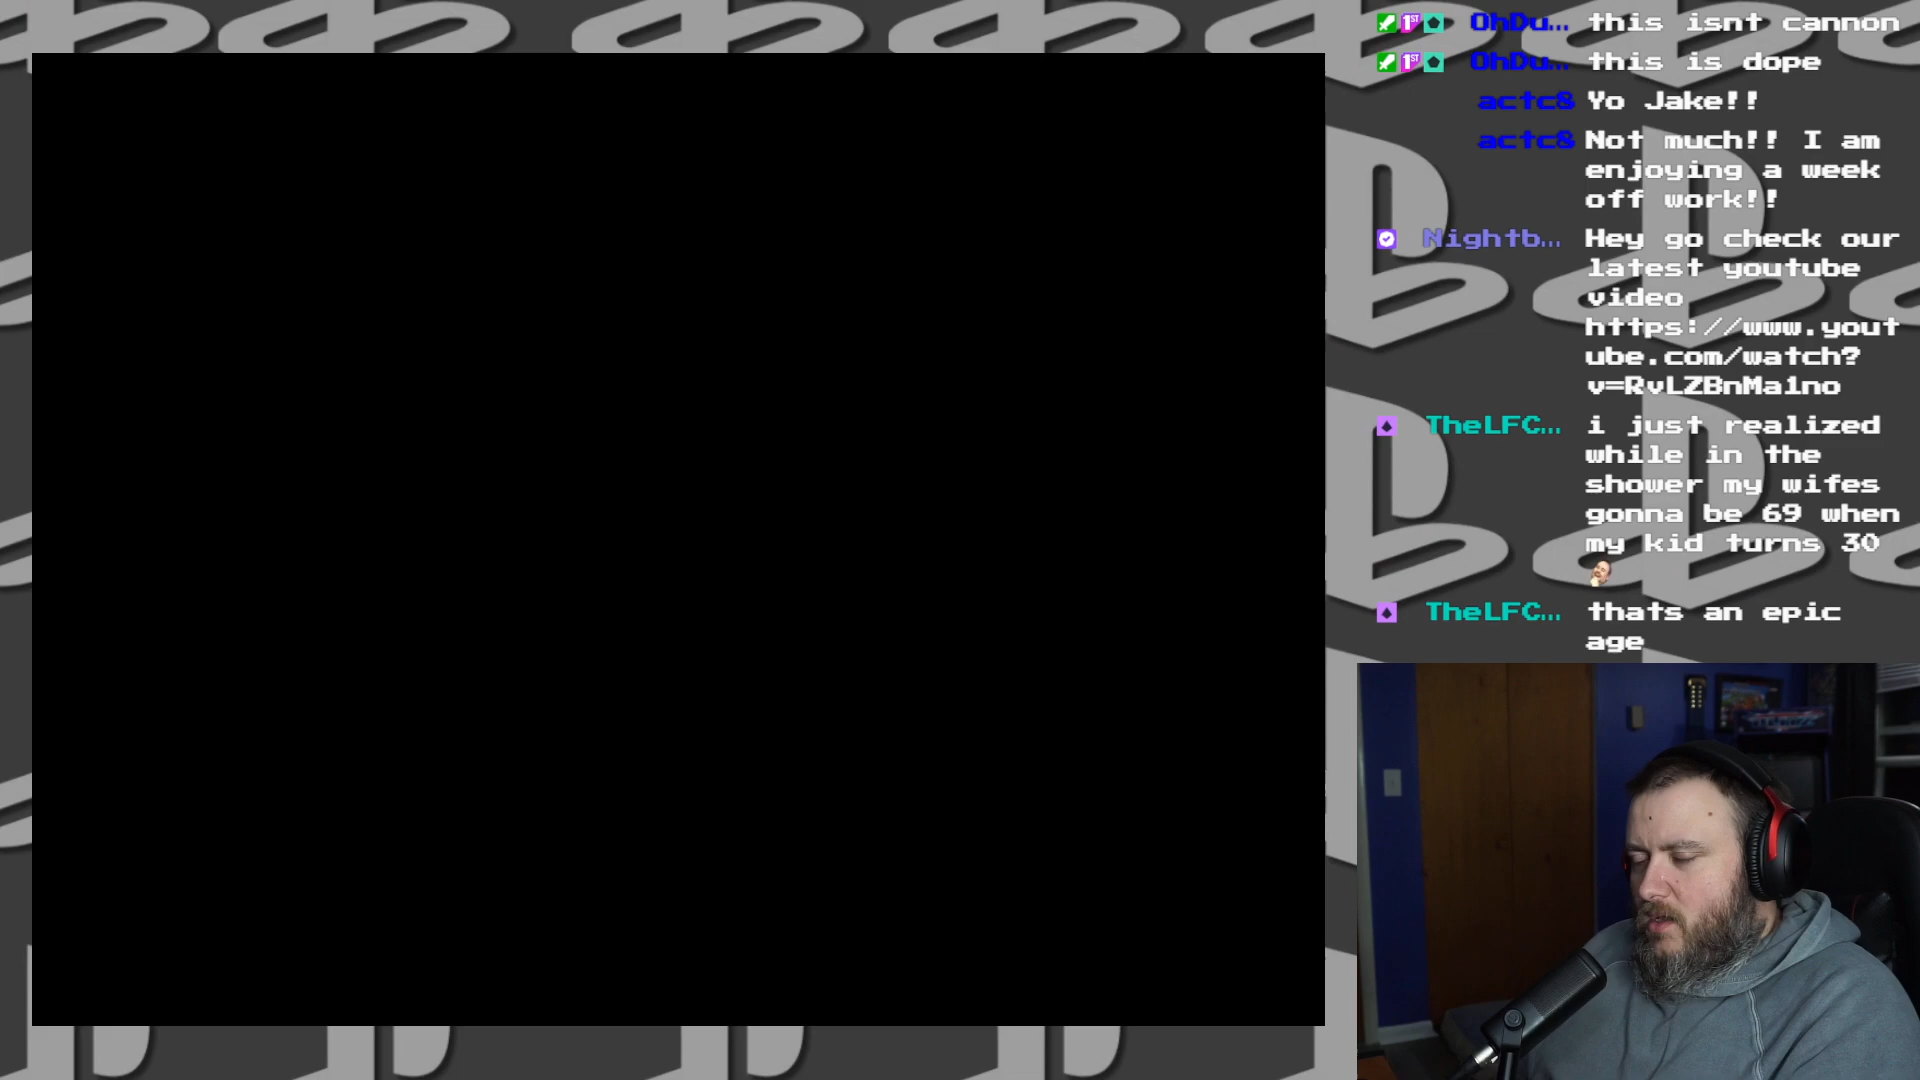 OhDu... this isnt cannon
OhDu... this is dope
actc8 Yo Jake!!
actc8 Not much!! I am
enjoying a week
off work!!
Nightb... Hey go check our
latest youtube
video
https://www.yout
ube.com/watch?
v=RvLZBnMa1no
TheLFC... i just realized
while in the
shower my wifes
gonna be 69 when
my kid turns 30
TheLFC... thats an epic
age